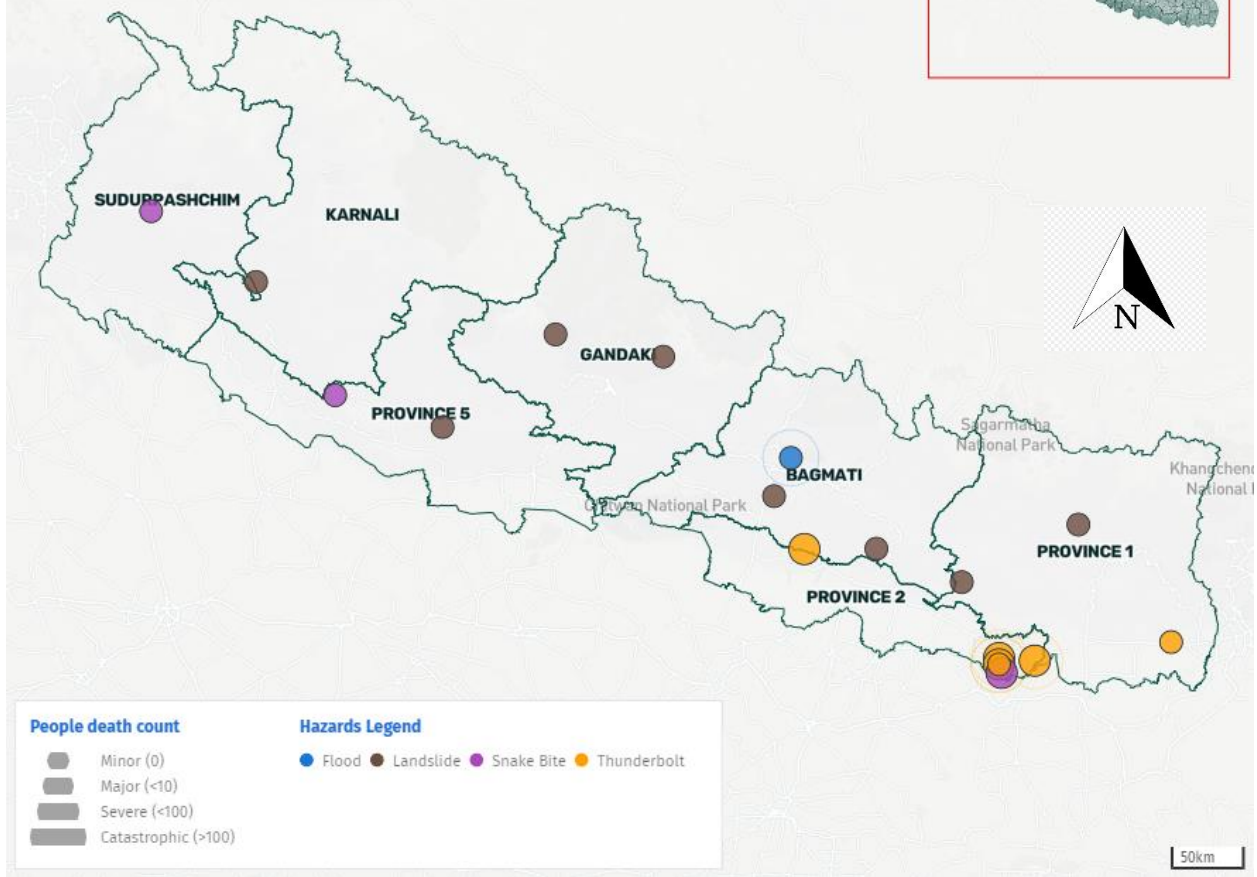 SUDURPASHCHIM
KARNALI
N
GANDAKI
PROVINCE 5
Sagarmatha
National Park
BAGMATI
Chitwan National Park
PROVINCE 1
PROVINCE 2
People death count
Minor (0)
Major (<10)
Severe (<100)
Catastrophic (>100)
Hazards Legend
Flood Landslide Snake Bite Thunderbolt
50km